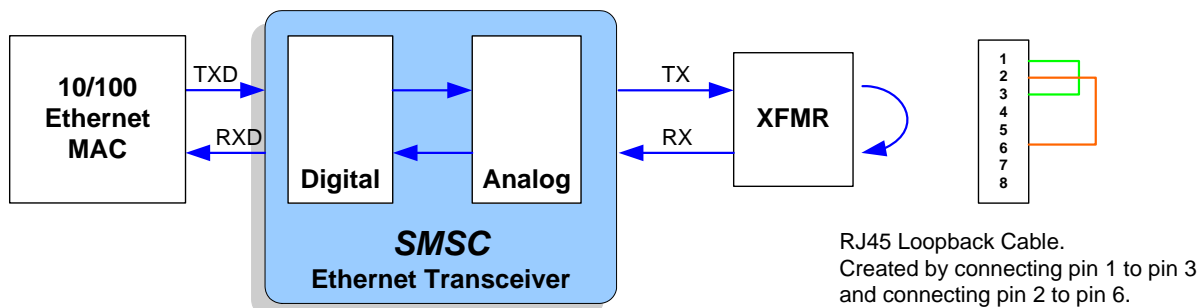 10/100
Ethernet
MAC
TXD
RXD
Digital
Analog
SMSC
Ethernet Transceiver
TX
RX
XFMR
1
2
3
4
5
6
7
8
RJ45 Loopback Cable.
Created by connecting pin 1 to pin 3
and connecting pin 2 to pin 6.